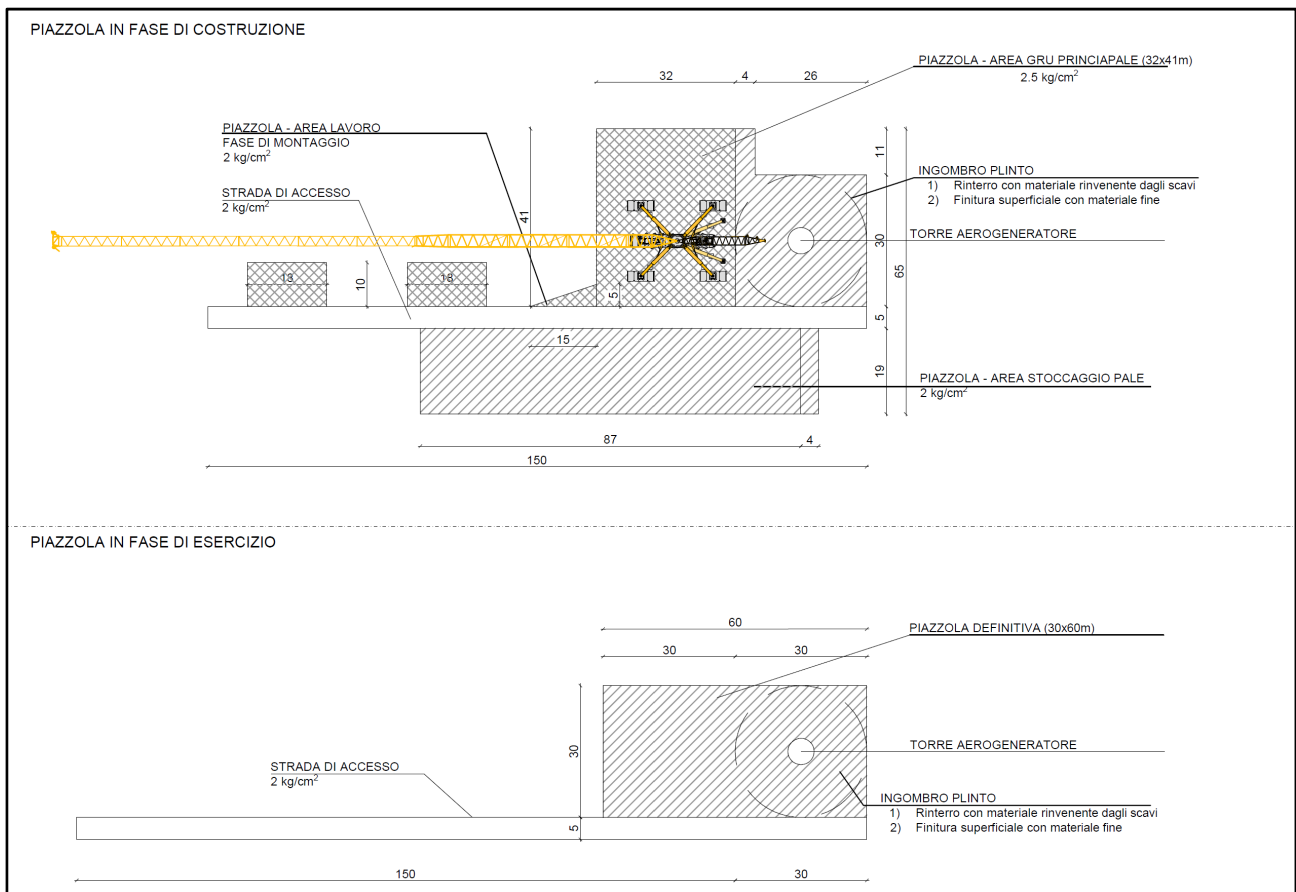 PIAZZOLA IN FASE DI COSTRUZIONE
PIAZZOLA - AREA GRU PRINCIAPALE (32x41m)
2.5 kg/cm²
32
4
26
PIAZZOLA - AREA LAVORO
FASE DI MONTAGGIO
2 kg/cm²
STRADA DI ACCESSO
2 kg/cm²
11
INGOMBRO PLINTO
1) Rinterro con materiale rinvenente dagli scavi
2) Finitura superficiale con materiale fine
41
TORRE AEROGENERATORE
30
65
13
18
10
5
5
15
19
PIAZZOLA - AREA STOCCAGGIO PALE
2 kg/cm²
87
4
150
PIAZZOLA IN FASE DI ESERCIZIO
60
PIAZZOLA DEFINITIVA (30x60m)
30
30
30
TORRE AEROGENERATORE
STRADA DI ACCESSO
2 kg/cm²
INGOMBRO PLINTO
1) Rinterro con materiale rinvenente dagli scavi
2) Finitura superficiale con materiale fine
5
150
30